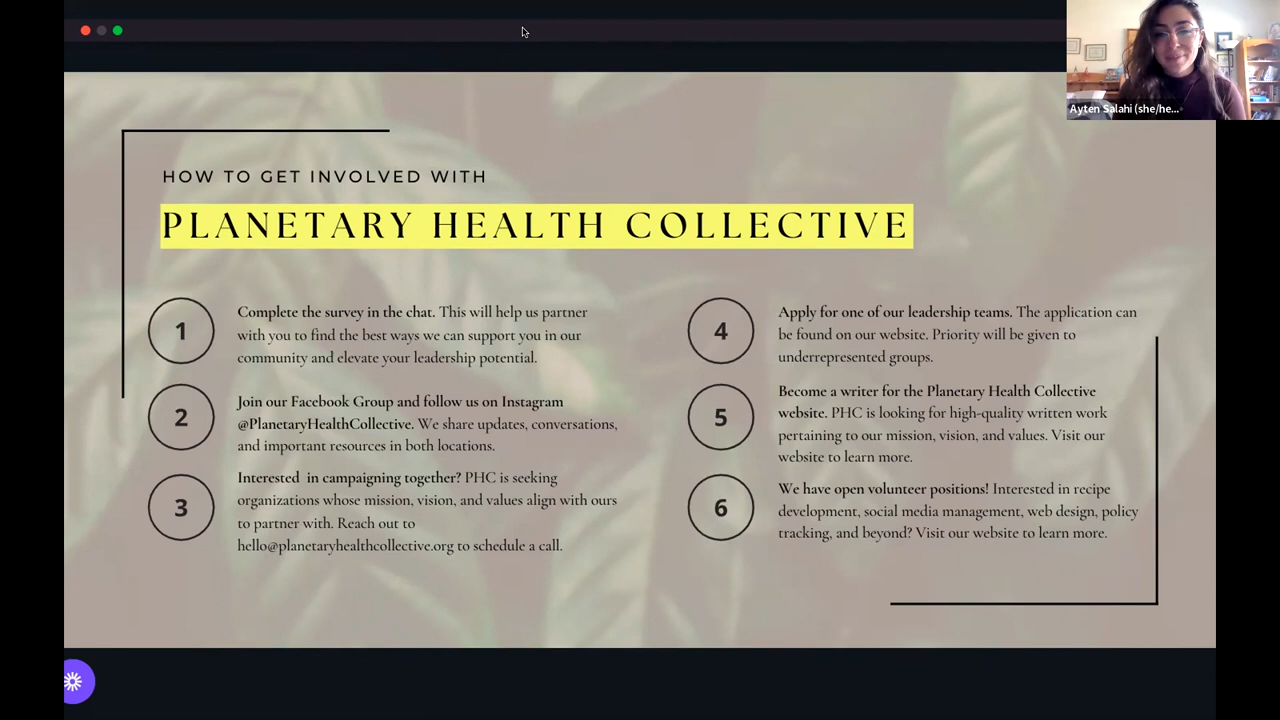 Ayten Salahi (she/he...
HOW TO GET INVOLVED WITH
PLANETARY HEALTH COLLECTIVE
1
Complete the survey in the chat. This will help us partner
with you to find the best ways we can support you in our
community and elevate your leadership potential.
2
Join our Facebook Group and follow us on Instagram
@PlanetaryHealthCollective. We share updates, conversations,
and important resources in both locations.
3
Interested  in campaigning together? PHC is seeking
organizations whose mission, vision, and values align with ours
to partner with. Reach out to
hello@planetaryhealthcollective.org to schedule a call.
4
Apply for one of our leadership teams. The application can
be found on our website. Priority will be given to
underrepresented groups.
5
Become a writer for the Planetary Health Collective
website. PHC is looking for high-quality written work
pertaining to our mission, vision, and values. Visit our
website to learn more.
6
We have open volunteer positions! Interested in recipe
development, social media management, web design, policy
tracking, and beyond? Visit our website to learn more.